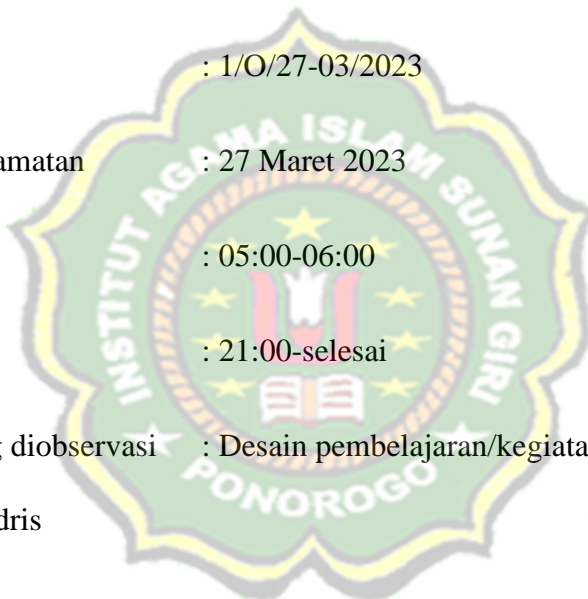 : 1/O/27-03/2023
amatan : 27 Maret 2023
: 05:00-06:00
: 21:00-selesai
diobservasi : Desain pembelajaran/kegiata
dris
INSTITUT AGAMA ISLAM SUNAN GIRI
PONOROGO